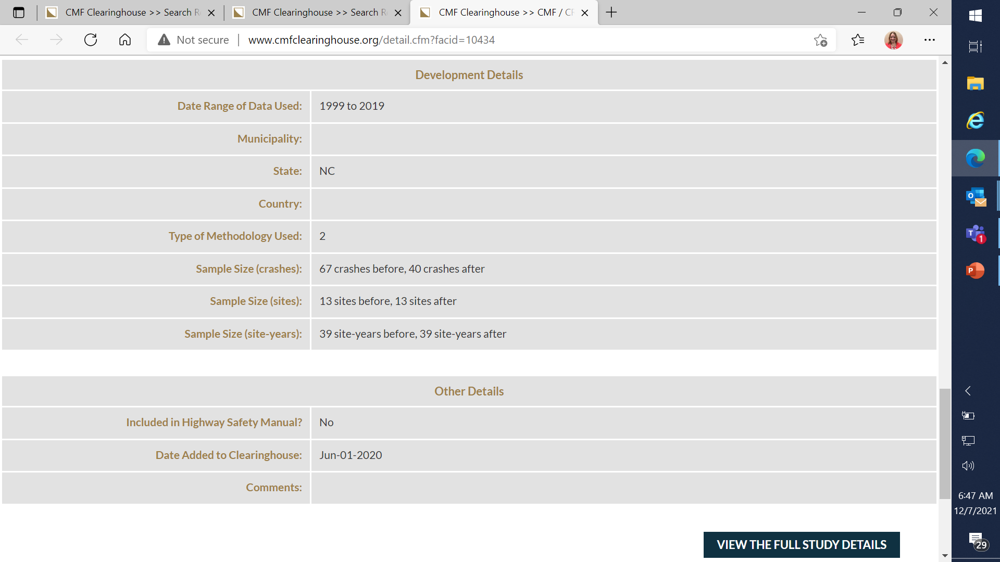 CMF Clearinghouse >> Search R
CMF Clearinghouse >> Search R
CMF Clearinghouse >> CMF / CR
Not secure
www.cmfclearinghouse.org/detail.cfm?facid=10434
Development Details
Date Range of Data Used: 1999 to 2019
Municipality:
State: NC
Country:
Type of Methodology Used: 2
Sample Size (crashes): 67 crashes before, 40 crashes after
Sample Size (sites): 13 sites before, 13 sites after
Sample Size (site-years): 39 site-years before, 39 site-years after
Other Details
Included in Highway Safety Manual? No
Date Added to Clearinghouse: Jun-01-2020
Comments:
VIEW THE FULL STUDY DETAILS
O
T
1
P
6:47 AM
12/7/2021
29